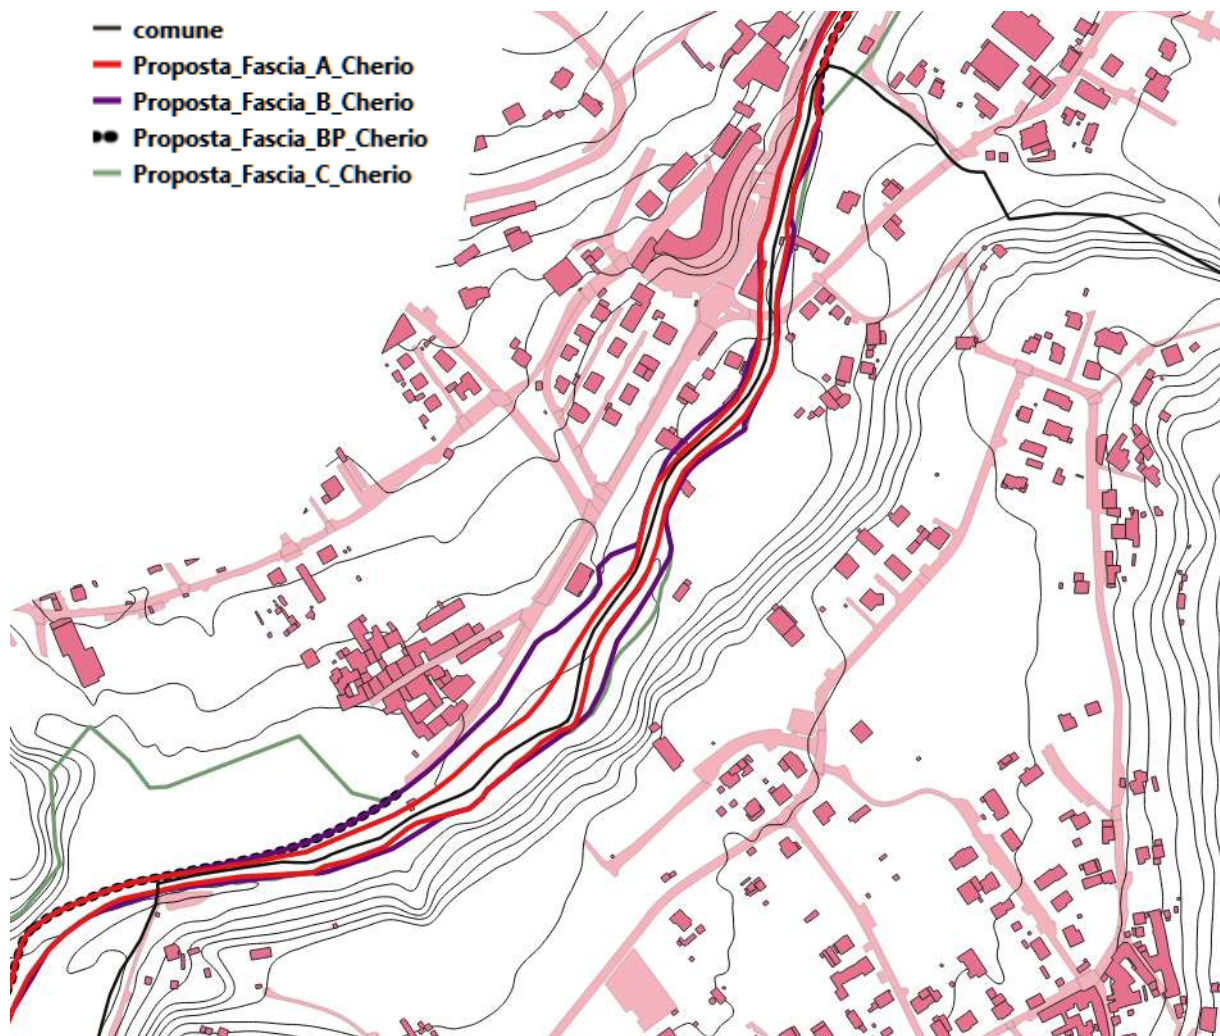 comune
Proposta_Fascia_A_Cherio
Proposta_Fascia_B_Cherio
Proposta_Fascia_BP_Cherio
Proposta_Fascia_C_Cherio